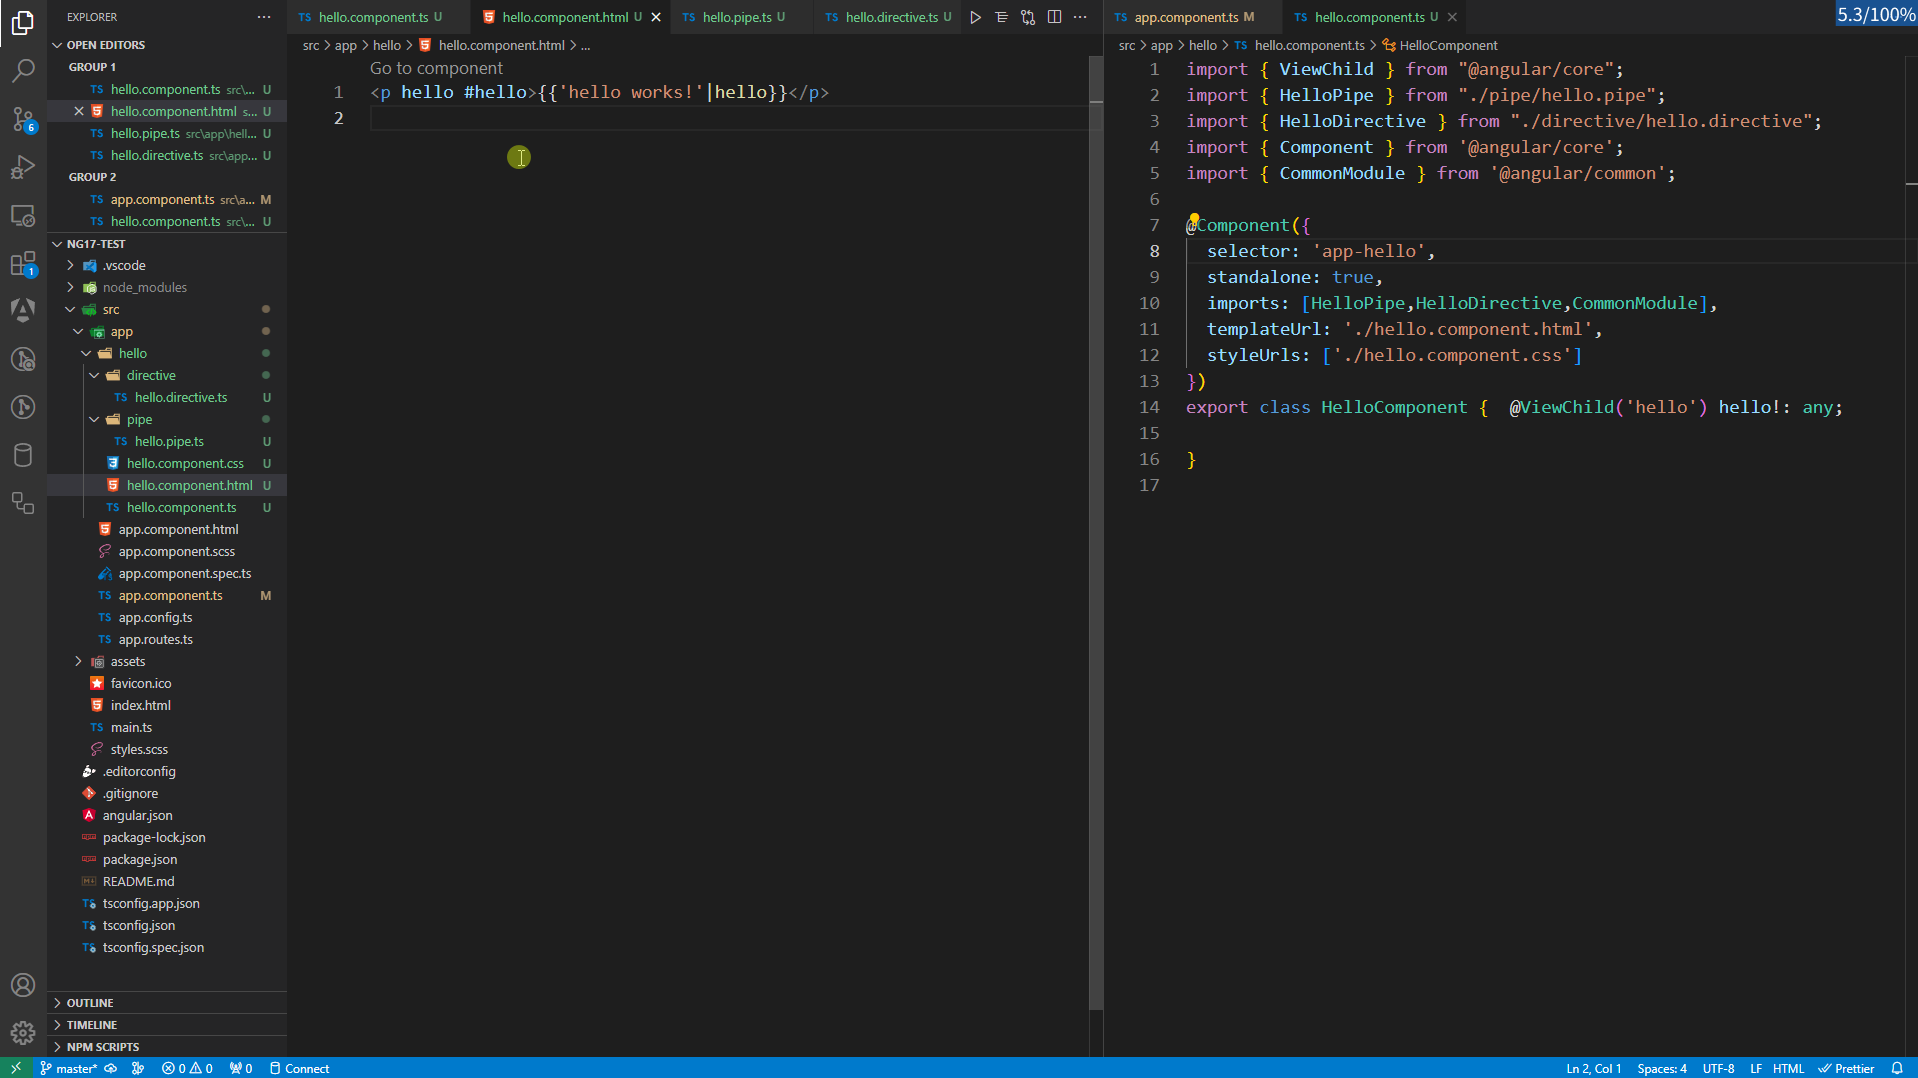 EXPLORER
OPEN EDITORS
GROUP 1
TS hello.component.ts src\... U
hello.component.html s... U
TS hello.pipe.ts src\app\hell... U
TS hello.directive.ts src\app... U
GROUP 2
TS app.component.ts src\a... M
TS hello.component.ts src\... U
NG17-TEST
.vscode
node_modules
src
app
hello
directive
TS hello.directive.ts U
pipe
TS hello.pipe.ts U
hello.component.css U
hello.component.html U
TS hello.component.ts U
app.component.html
app.component.scss
app.component.spec.ts
TS app.component.ts M
TS app.config.ts
TS app.routes.ts
assets
favicon.ico
index.html
TS main.ts
styles.scss
.editorconfig
.gitignore
angular.json
package-lock.json
package.json
README.md
tsconfig.app.json
tsconfig.json
tsconfig.spec.json
OUTLINE
TIMELINE
NPM SCRIPTS
6
1
TS hello.component.ts U
hello.component.html U
TS hello.pipe.ts U
TS hello.directive.ts U
src > app > hello > hello.component.html > ...
Go to component
1 <p hello #hello>{{'hello works!'|hello}}</p>
2
TS app.component.ts M
TS hello.component.ts U
5.3/100%
src > app > hello > TS hello.component.ts > HelloComponent
1 import { ViewChild } from "@angular/core";
2 import { HelloPipe } from "./pipe/hello.pipe";
3 import { HelloDirective } from "./directive/hello.directive";
4 import { Component } from '@angular/core';
5 import { CommonModule } from '@angular/common';
6
7 @Component({
8 selector: 'app-hello',
9 standalone: true,
10 imports: [HelloPipe,HelloDirective,CommonModule],
11 templateUrl: './hello.component.html',
12 styleUrls: ['./hello.component.css']
13 })
14 export class HelloComponent {  @ViewChild('hello') hello!: any;
15
16 }
17
master* 0 0 0 Connect
Ln 2, Col 1 Spaces: 4 UTF-8 LF HTML Prettier